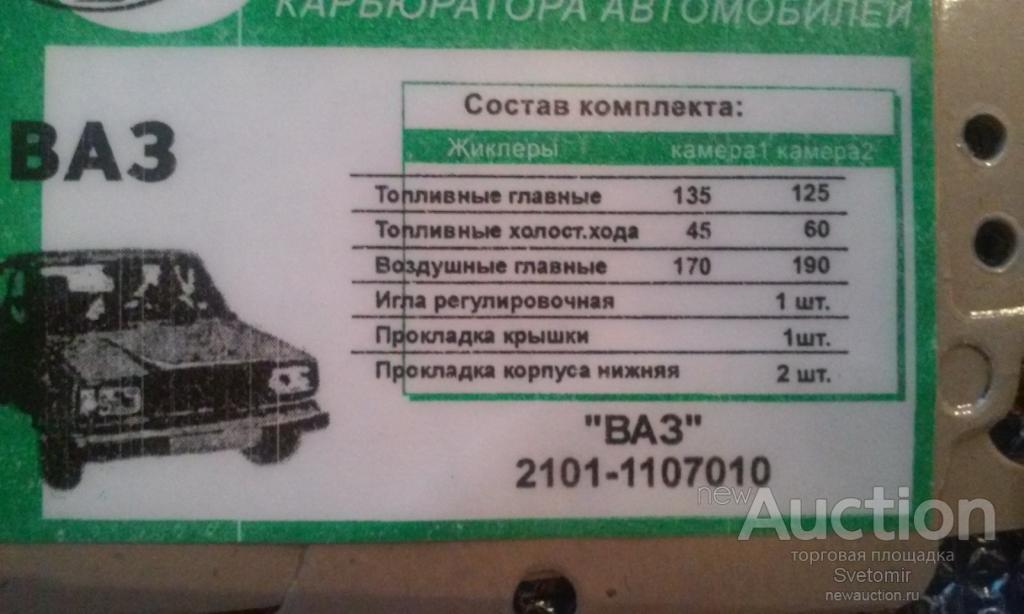 КАРБЮРАТОРА АВТОМОБИЛЕЙ
ВАЗ
Состав комплекта:
Жиклеры камера1 камера2
Топливные главные 135 125
Топливные холост.хода 45 60
Воздушные главные 170 190
Игла регулировочная 1 шт.
Прокладка крышки 1шт.
Прокладка корпуса нижняя 2 шт.
"ВАЗ"
2101-1107010
newAuction
торговая площадка
Svetomir
newauction.ru